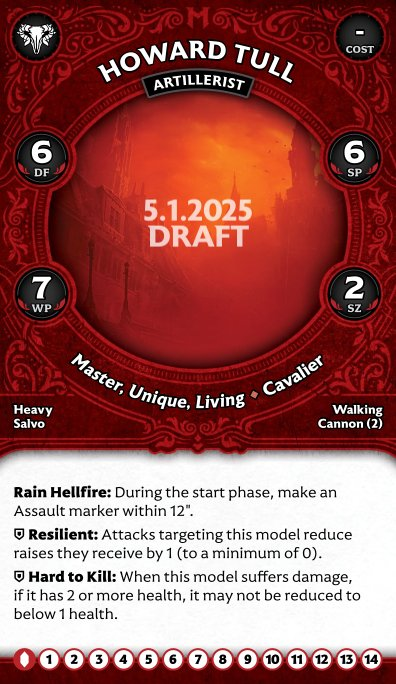 HOWARD TULL
ARTILLERIST
-
COST
6
DF
6
SP
5.1.2025
DRAFT
7
WP
2
SZ
Master, Unique, Living ♦ Cavalier
Heavy
Salvo
Walking
Cannon (2)
Rain Hellfire: During the start phase, make an
Assault marker within 12".
Resilient: Attacks targeting this model reduce
raises they receive by 1 (to a minimum of 0).
Hard to Kill: When this model suffers damage,
if it has 2 or more health, it may not be reduced to
below 1 health.
1 2 3 4 5 6 7 8 9 10 11 12 13 14